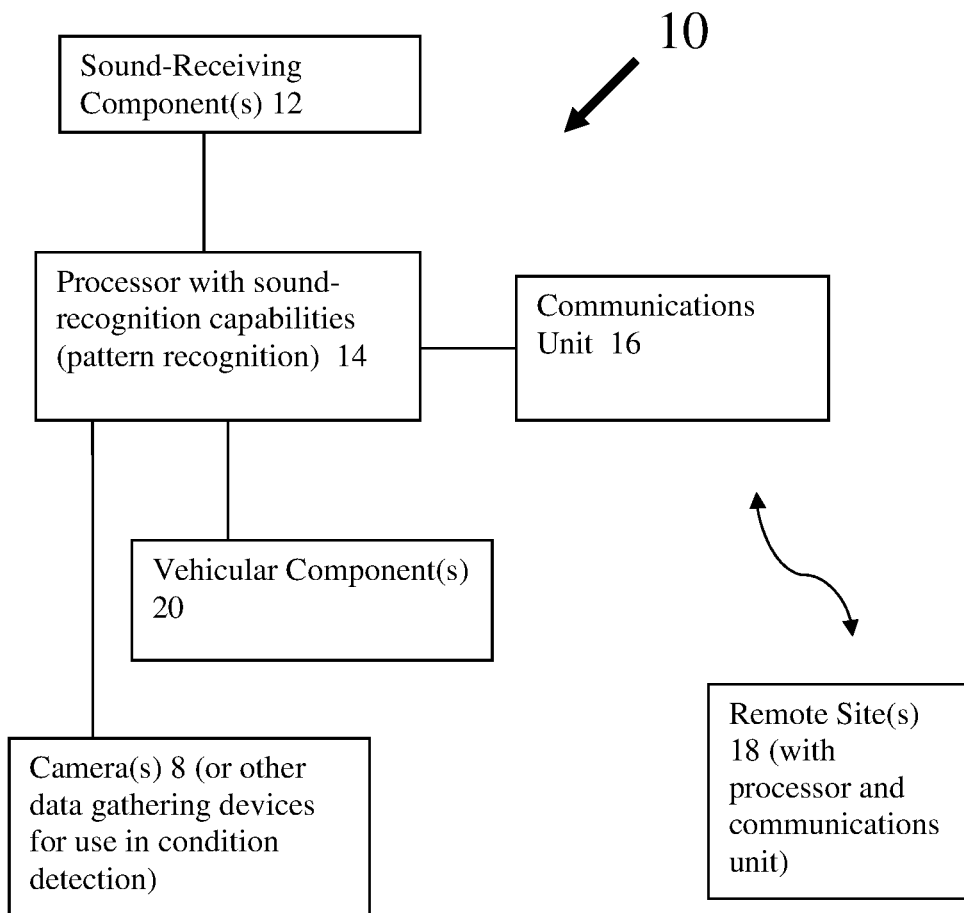 10
Sound-Receiving
Component(s) 12
Processor with sound-
recognition capabilities
(pattern recognition)  14
Communications
Unit  16
Vehicular Component(s)
20
Camera(s) 8 (or other
data gathering devices
for use in condition
detection)
Remote Site(s)
18 (with
processor and
communications
unit)